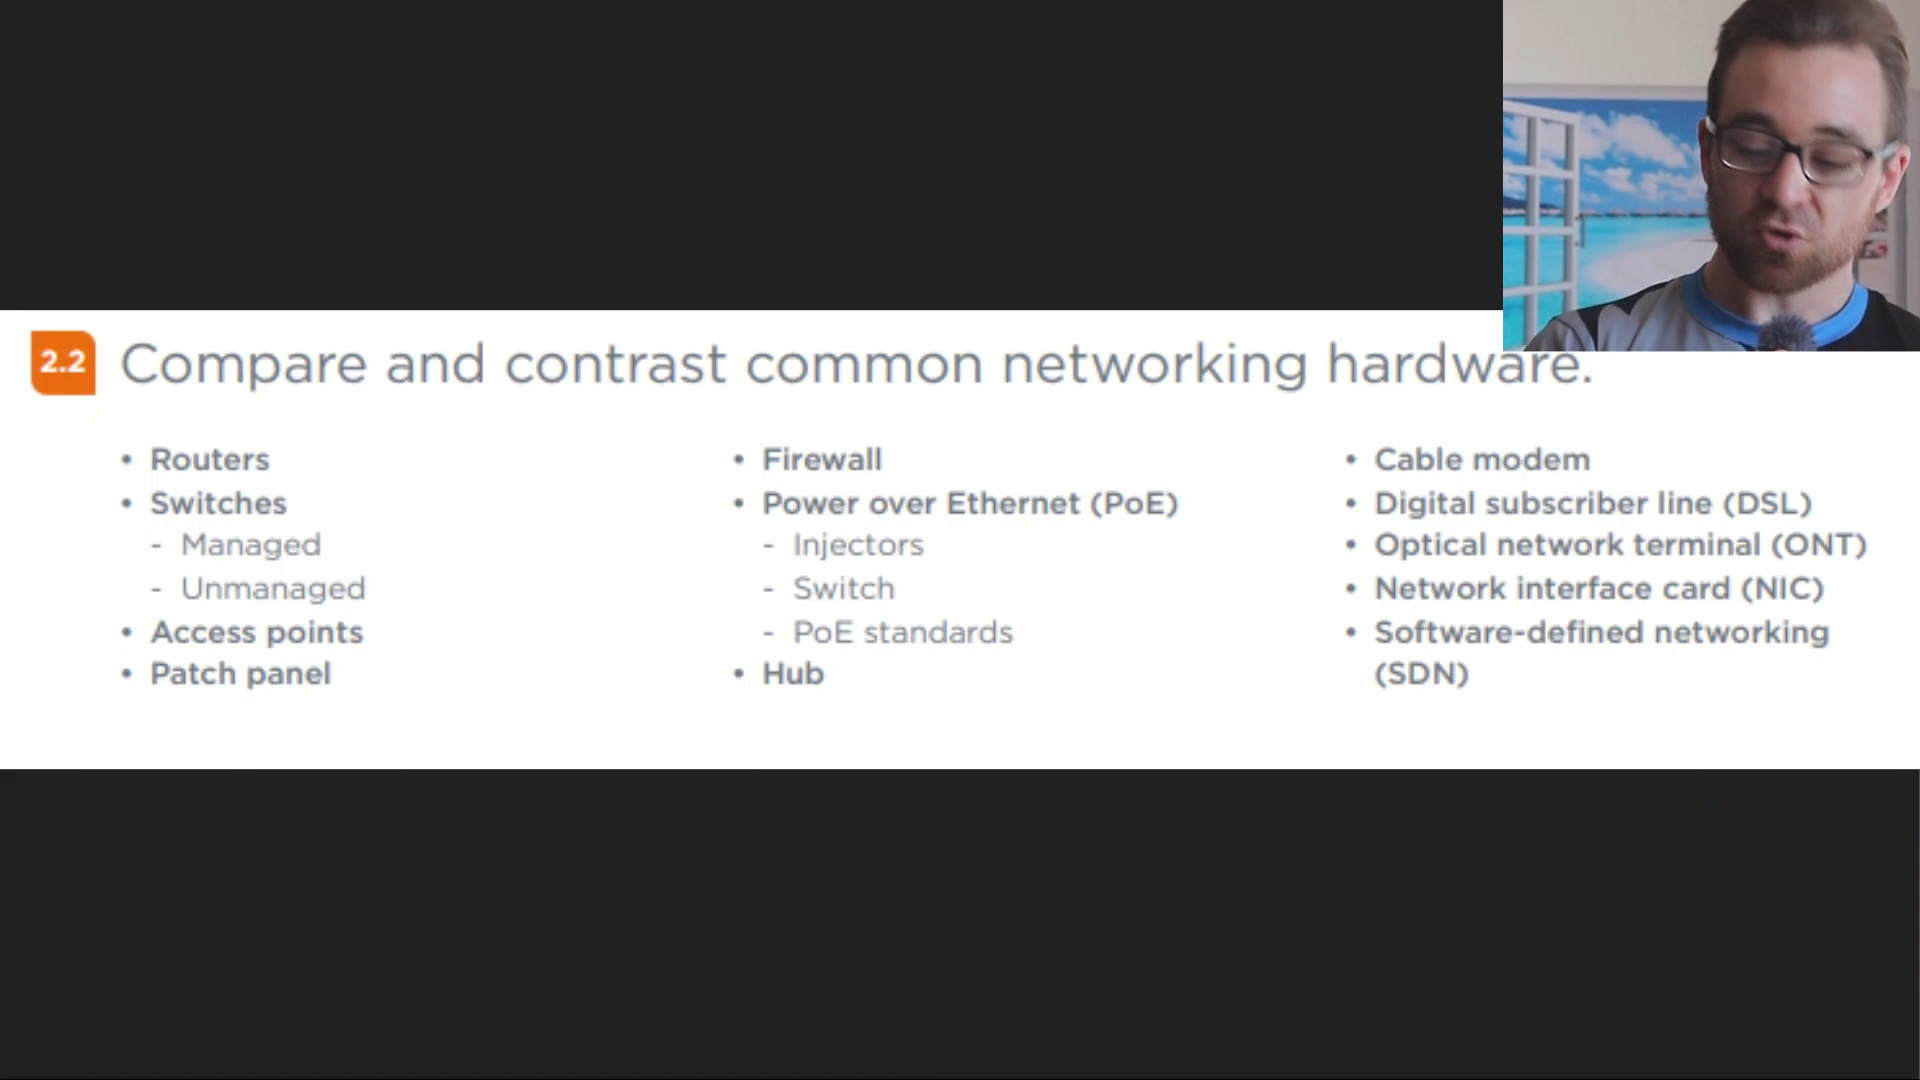 2.2 Compare and contrast common networking hardware.
• Routers
• Switches
- Managed
- Unmanaged
• Access points
• Patch panel
• Firewall
• Power over Ethernet (PoE)
- Injectors
- Switch
- PoE standards
• Hub
• Cable modem
• Digital subscriber line (DSL)
• Optical network terminal (ONT)
• Network interface card (NIC)
• Software-defined networking
(SDN)